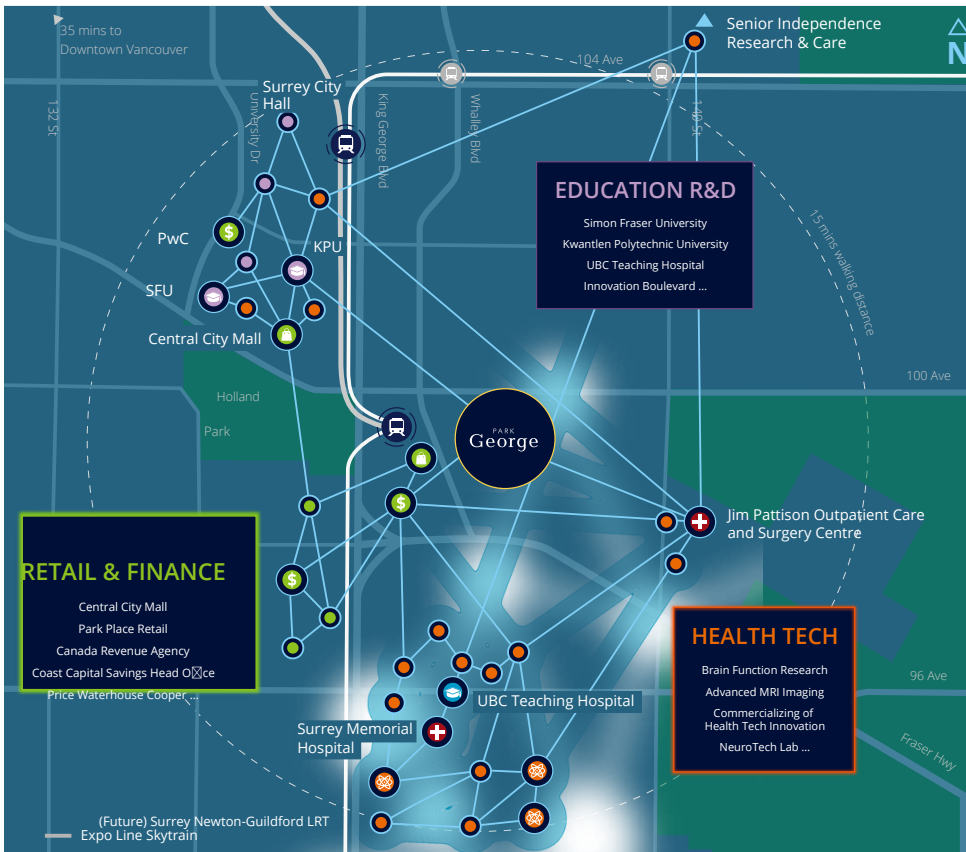 35 mins to
Downtown Vancouver
Senior Independence
Research & Care
N
104 Ave
Surrey City
Hall
132 St
University Dr
King George Blvd
Whalley Blvd
140 St
EDUCATION R&D
Simon Fraser University
Kwantlen Polytechnic University
UBC Teaching Hospital
Innovation Boulevard ...
15 mins walking distance
PwC
$
KPU
SFU
Central City Mall
100 Ave
Holland
Park
PARK
George
$
Jim Pattison Outpatient Care
and Surgery Centre
RETAIL & FINANCE
Central City Mall
Park Place Retail
Canada Revenue Agency
Coast Capital Savings Head O☒ce
Price Waterhouse Cooper ...
$
HEALTH TECH
Brain Function Research
Advanced MRI Imaging
Commercializing of
Health Tech Innovation
NeuroTech Lab ...
96 Ave
UBC Teaching Hospital
Surrey Memorial
Hospital
Fraser Hwy
(Future) Surrey Newton-Guildford LRT
Expo Line Skytrain